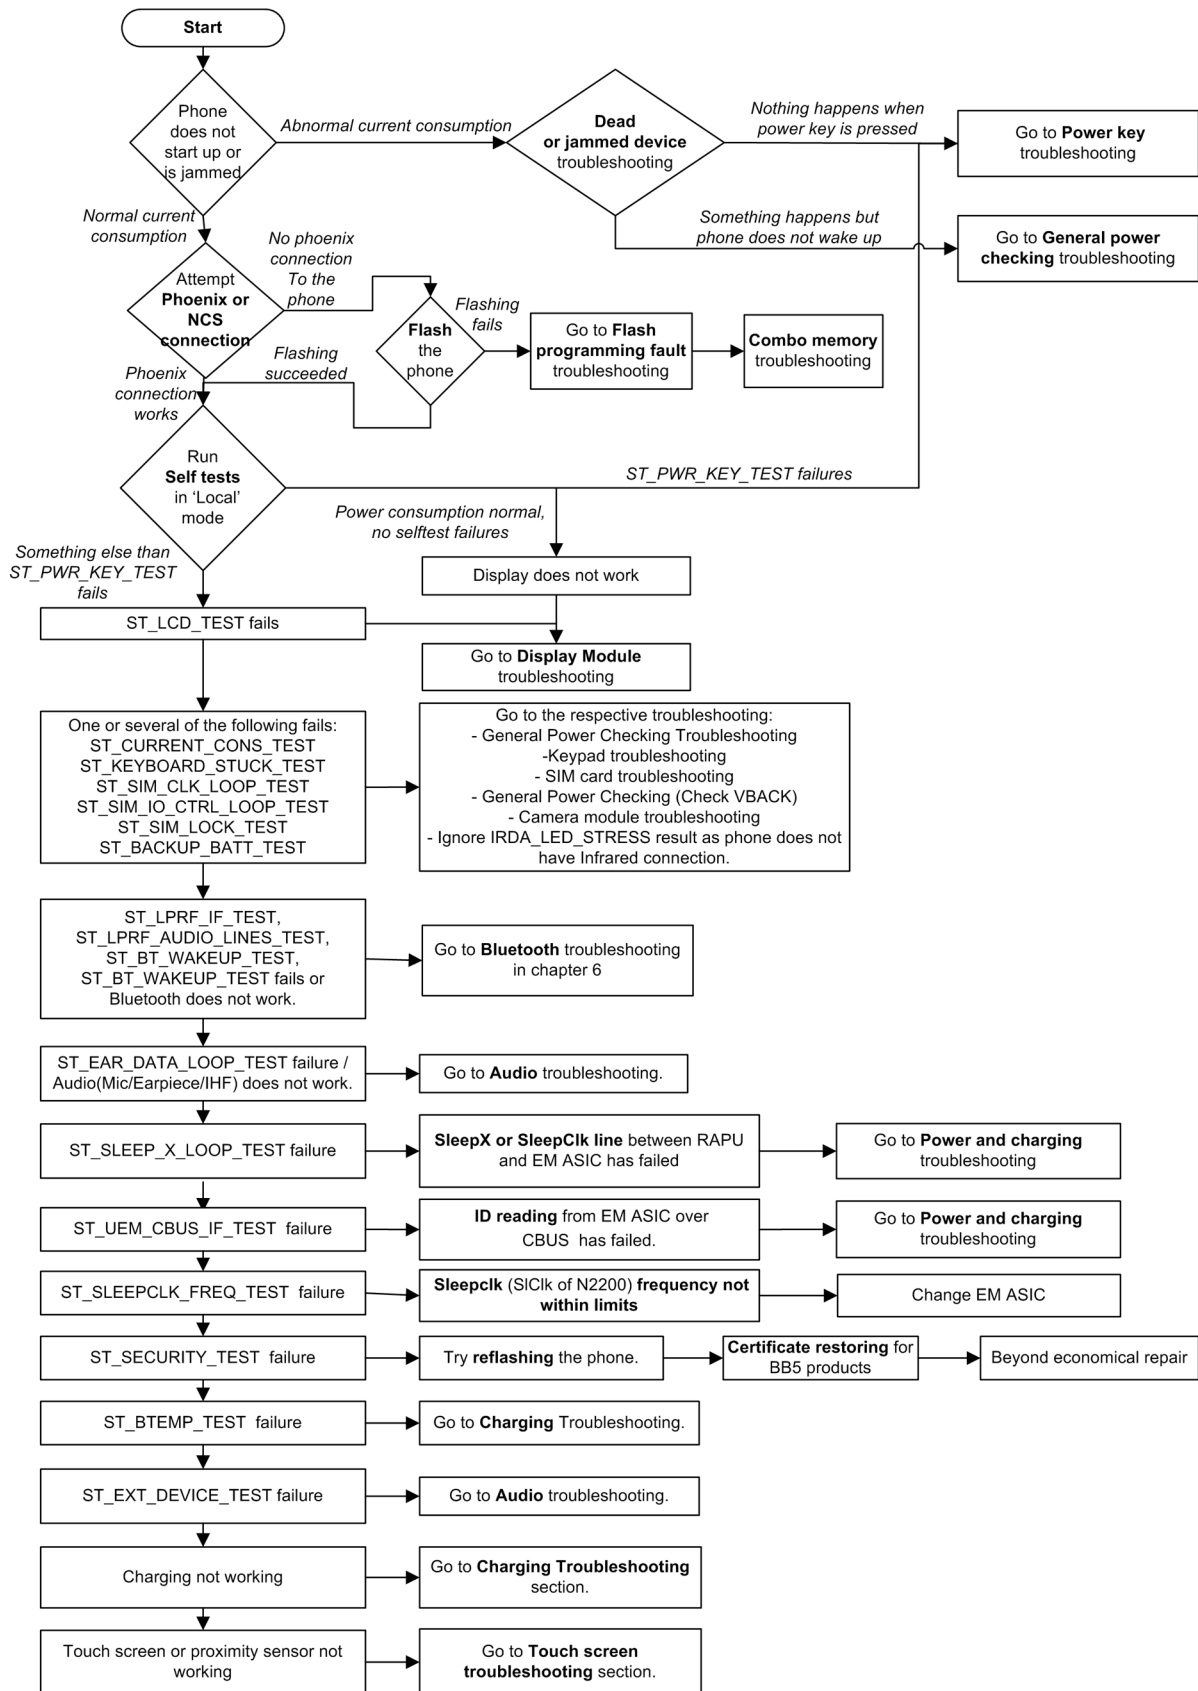 Start
Phone
does not
start up or
is jammed
Abnormal current consumption
Dead
or jammed device
troubleshooting
Nothing happens when
power key is pressed
Go to Power key
troubleshooting
Normal current
consumption
Something happens but
phone does not wake up
Go to General power
checking troubleshooting
Attempt
Phoenix or
NCS
connection
No phoenix
connection
To the
phone
Flash
the
phone
Flashing
fails
Go to Flash
programming fault
troubleshooting
Combo memory
troubleshooting
Flashing
succeeded
Phoenix
connection
works
Run
Self tests
in ‘Local’
mode
ST_PWR_KEY_TEST failures
Power consumption normal,
no selftest failures
Something else than
ST_PWR_KEY_TEST
fails
Display does not work
ST_LCD_TEST fails
Go to Display Module
troubleshooting
One or several of the following fails:
ST_CURRENT_CONS_TEST
ST_KEYBOARD_STUCK_TEST
ST_SIM_CLK_LOOP_TEST
ST_SIM_IO_CTRL_LOOP_TEST
ST_SIM_LOCK_TEST
ST_BACKUP_BATT_TEST
Go to the respective troubleshooting:
- General Power Checking Troubleshooting
-Keypad troubleshooting
- SIM card troubleshooting
- General Power Checking (Check VBACK)
- Camera module troubleshooting
- Ignore IRDA_LED_STRESS result as phone does not
have Infrared connection.
ST_LPRF_IF_TEST,
ST_LPRF_AUDIO_LINES_TEST,
ST_BT_WAKEUP_TEST,
ST_BT_WAKEUP_TEST fails or
Bluetooth does not work.
Go to Bluetooth troubleshooting
in chapter 6
ST_EAR_DATA_LOOP_TEST failure /
Audio(Mic/Earpiece/IHF) does not work.
Go to Audio troubleshooting.
ST_SLEEP_X_LOOP_TEST failure
SleepX or SleepClk line between RAPU
and EM ASIC has failed
Go to Power and charging
troubleshooting
ST_UEM_CBUS_IF_TEST failure
ID reading from EM ASIC over
CBUS has failed.
Go to Power and charging
troubleshooting
ST_SLEEPCLK_FREQ_TEST failure
Sleepclk (SlClk of N2200) frequency not
within limits
Change EM ASIC
ST_SECURITY_TEST failure
Try reflashing the phone.
Certificate restoring for
BB5 products
Beyond economical repair
ST_BTEMP_TEST failure
Go to Charging Troubleshooting.
ST_EXT_DEVICE_TEST failure
Go to Audio troubleshooting.
Charging not working
Go to Charging Troubleshooting
section.
Touch screen or proximity sensor not
working
Go to Touch screen
troubleshooting section.